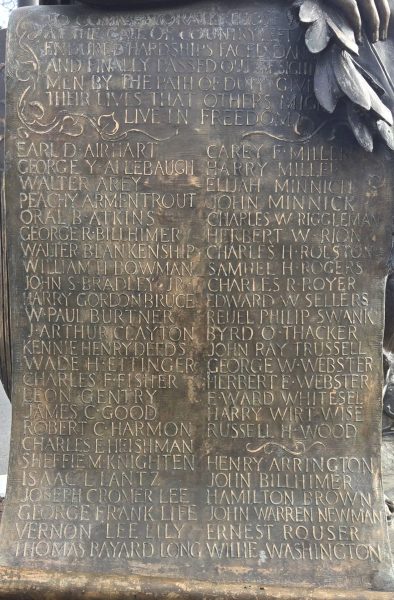 TO COMMEMORATE THOSE
AT THE CALL OF COUNTRY
ENDURED HARDSHIPS FACED
AND FINALLY PASSED OUT OF
MEN BY THE PATH OF DUTY
THEIR LIVES THAT OTHERS
LIVE IN FREEDOM
EARL D AIRHART
GEORGE Y ALLEBAUGH
WALTER AREY
PEACHY ARMENTROUT
ORAL B ATKINS
GEORGE R BILLHIMER
WALTER BLANKENSHIP
WILLIAM H BOWMAN
JOHN S BRADLEY JR
HARRY GORDON BRUCE
W PAUL BURTNER
J ARTHUR CLAYTON
KENNIE HENRY DEEDS
WADE H ETTINGER
CHARLES F FISHER
LEON GENTRY
JAMES C GOOD
ROBERT C HARMON
CHARLES E HEISHMAN
SHEFFIE M KNIGHTEN
ISAAC L LANTZ
JOSEPH CROMER LEE
GEORGE FRANK LIFE
VERNON LEE LILY
THOMAS BAYARD LONG
CAREY F MILLER
HARRY MILLER
ELIJAH MINNICH
JOHN MINNICK
CHARLES W RIGGLEMAN
HERBERT W RION
CHARLES H ROLSTON
SAMUEL H ROGERS
CHARLES R ROYER
EDWARD W SELLERS
REUEL PHILIP SWANK
BYRD O THACKER
JOHN RAY TRUSSELL
GEORGE W WEBSTER
HERBERT F WEBSTER
E WARD WHITESEL
HARRY WIRT WISE
RUSSELL H WOOD
HENRY ARRINGTON
JOHN BILLHIMER
HAMILTON BROWN
JOHN WARREN NEWMAN
ERNEST ROUSER
WILLIE WASHINGTON